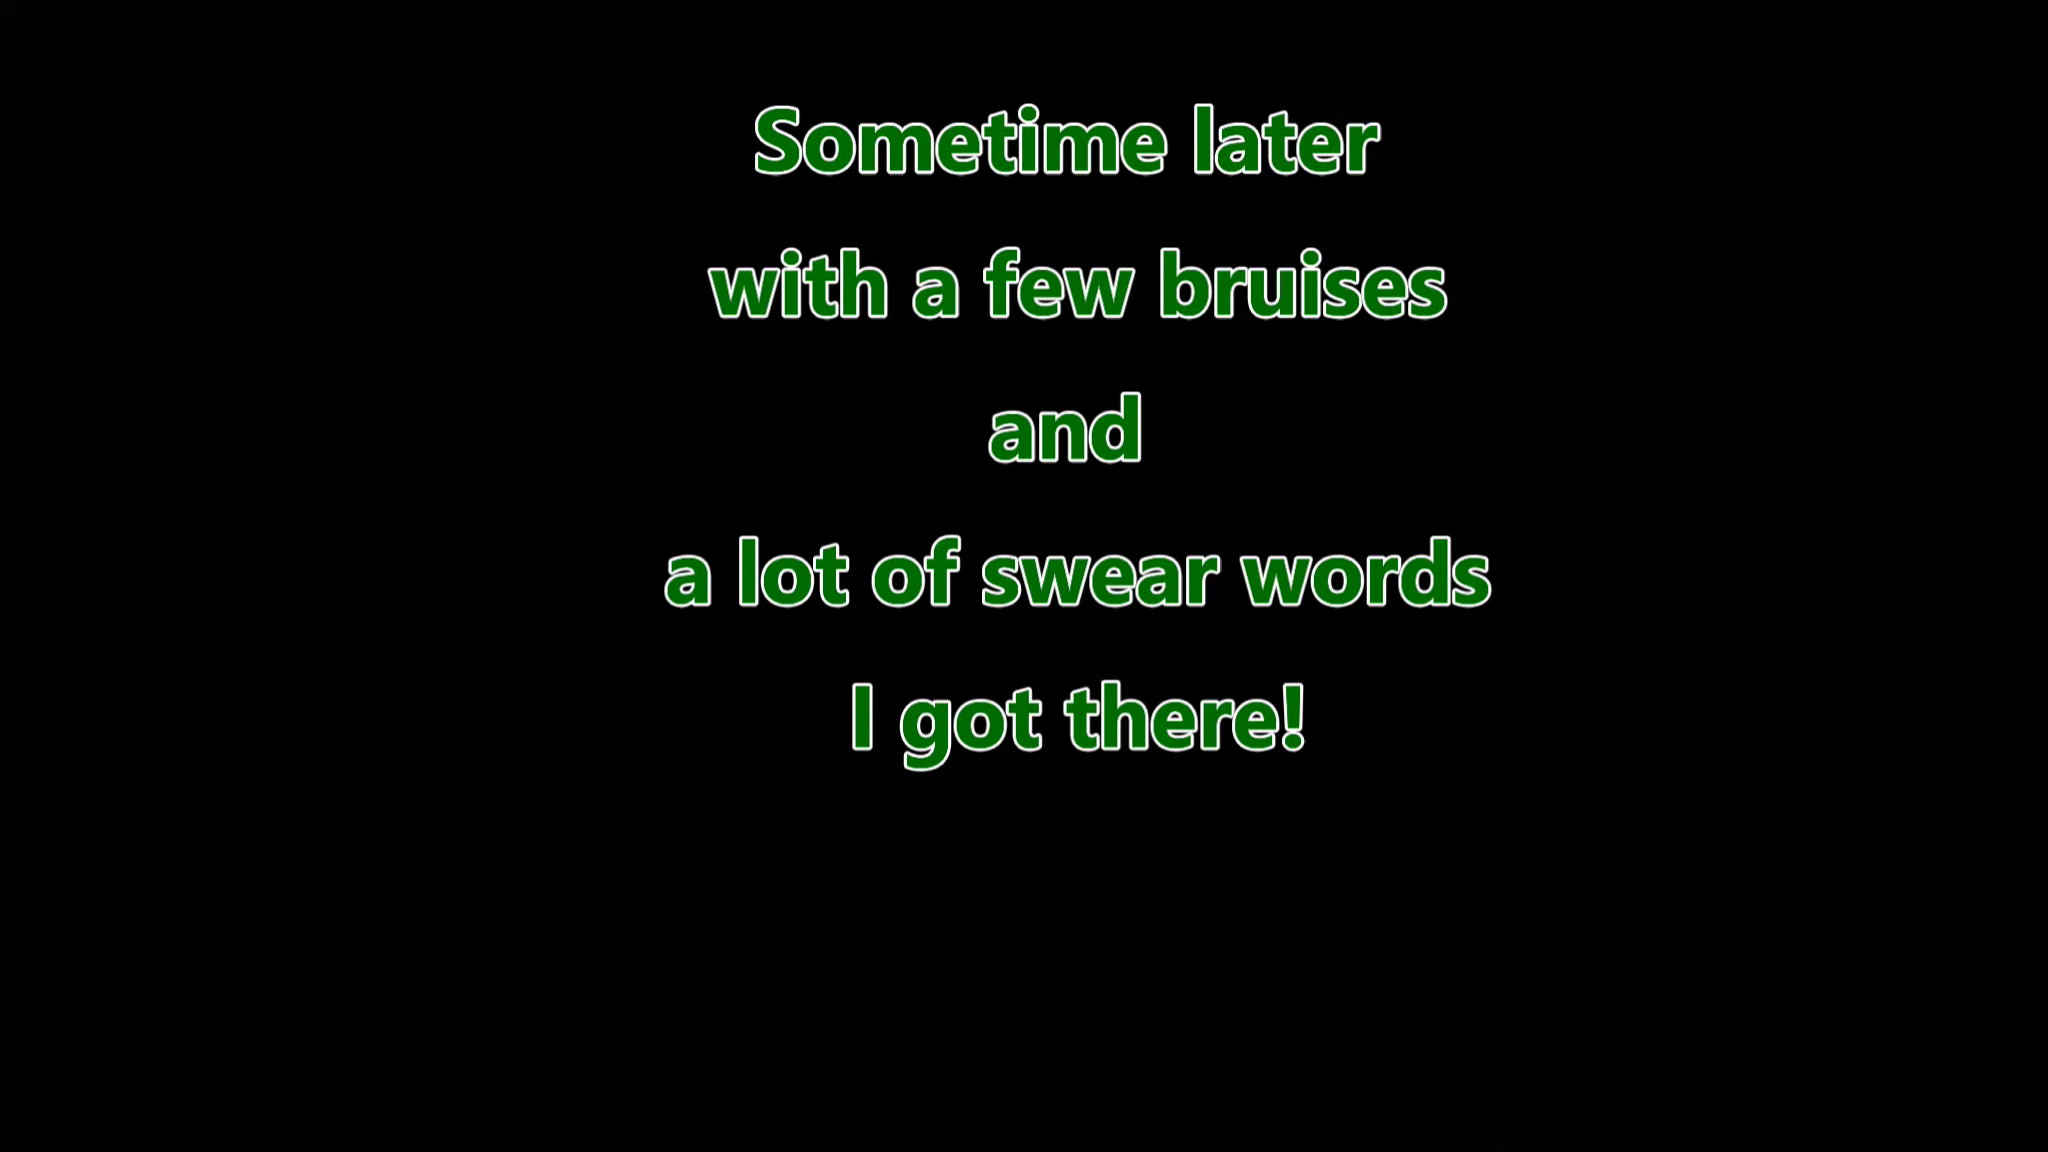 Sometime later
with a few bruises
and
a lot of swear words
I got there!